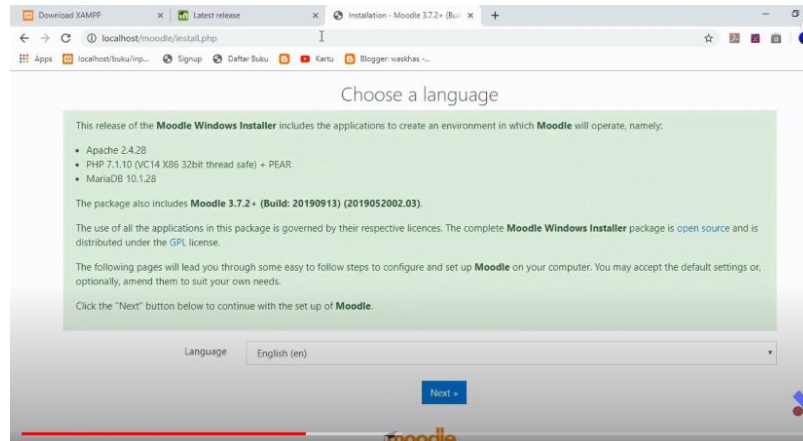 Download XAMPP
Latest release
Installation - Moodle 3.7.2+ (Buil
localhost/moodle/install.php
Apps
localhost/buku/inp...
Signup
Daftar Buku
Kartu
Blogger: waskhas -...
Choose a language
This release of the Moodle Windows Installer includes the applications to create an environment in which Moodle will operate, namely:
• Apache 2.4.28
• PHP 7.1.10 (VC14 X86 32bit thread safe) + PEAR
• MariaDB 10.1.28
The package also includes Moodle 3.7.2+ (Build: 20190913) (2019052002.03).
The use of all the applications in this package is governed by their respective licences. The complete Moodle Windows Installer package is open source and is
distributed under the GPL license.
The following pages will lead you through some easy to follow steps to configure and set up Moodle on your computer. You may accept the default settings or,
optionally, amend them to suit your own needs.
Click the "Next" button below to continue with the set up of Moodle.
Language
English (en)
Next »
moodle